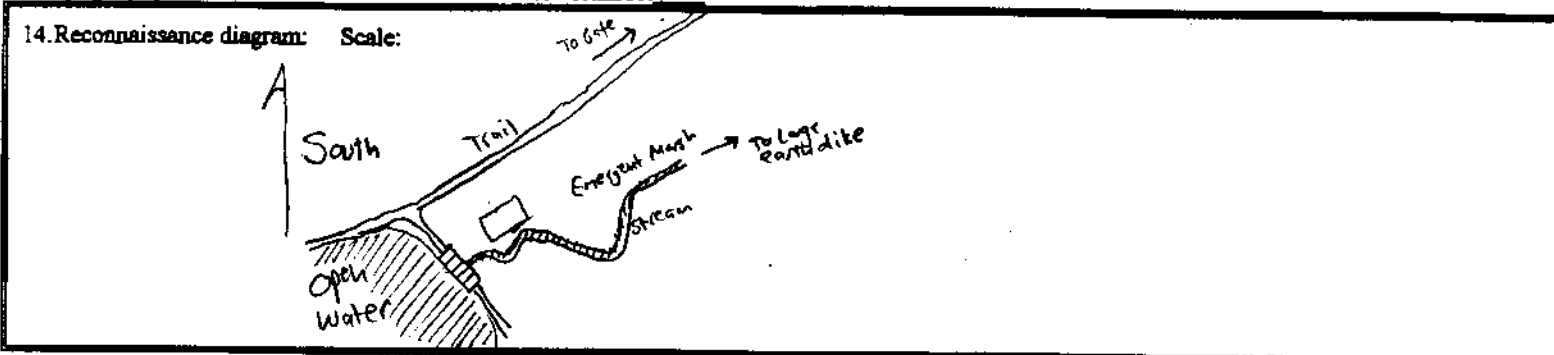 14.Reconnaissance diagram:    Scale:
To Gate
South
Trail
Emergent Marsh
To Large
earth dike
Stream
Open
Water